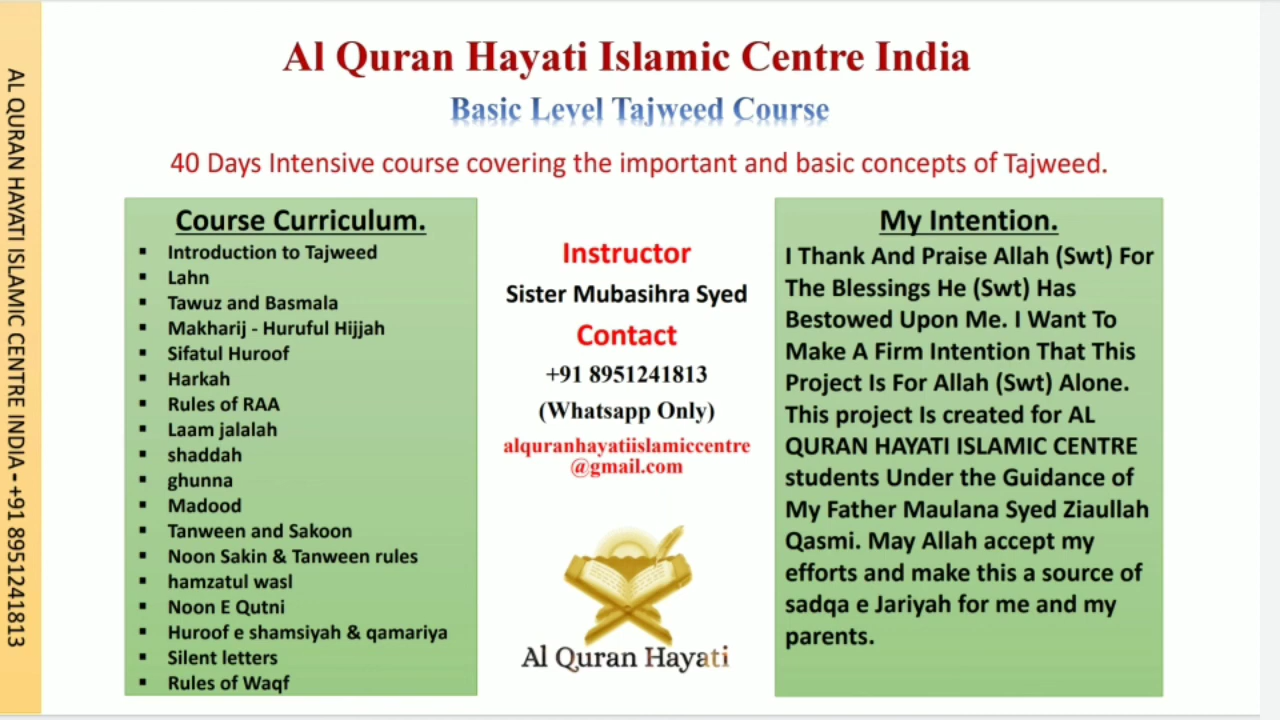 AL QURAN HAYATI ISLAMIC CENTRE INDIA - +91 8951241813
Al Quran Hayati Islamic Centre India
Basic Level Tajweed Course
40 Days Intensive course covering the important and basic concepts of Tajweed.
Course Curriculum.
▪ Introduction to Tajweed
▪ Lahn
▪ Tawuz and Basmala
▪ Makharij - Huruful Hijjah
▪ Sifatul Huroof
▪ Harkah
▪ Rules of RAA
▪ Laam jalalah
▪ shaddah
▪ ghunna
▪ Madood
▪ Tanween and Sakoon
▪ Noon Sakin & Tanween rules
▪ hamzatul wasl
▪ Noon E Qutni
▪ Huroof e shamsiyah & qamariya
▪ Silent letters
▪ Rules of Waqf
Instructor
Sister Mubasihra Syed
Contact
+91 8951241813
(Whatsapp Only)
alquranhayatiislamiccentre
@gmail.com
Al Quran Hayati
My Intention.
I Thank And Praise Allah (Swt) For
The Blessings He (Swt) Has
Bestowed Upon Me. I Want To
Make A Firm Intention That This
Project Is For Allah (Swt) Alone.
This project Is created for AL
QURAN HAYATI ISLAMIC CENTRE
students Under the Guidance of
My Father Maulana Syed Ziaullah
Qasmi. May Allah accept my
efforts and make this a source of
sadqa e Jariyah for me and my
parents.